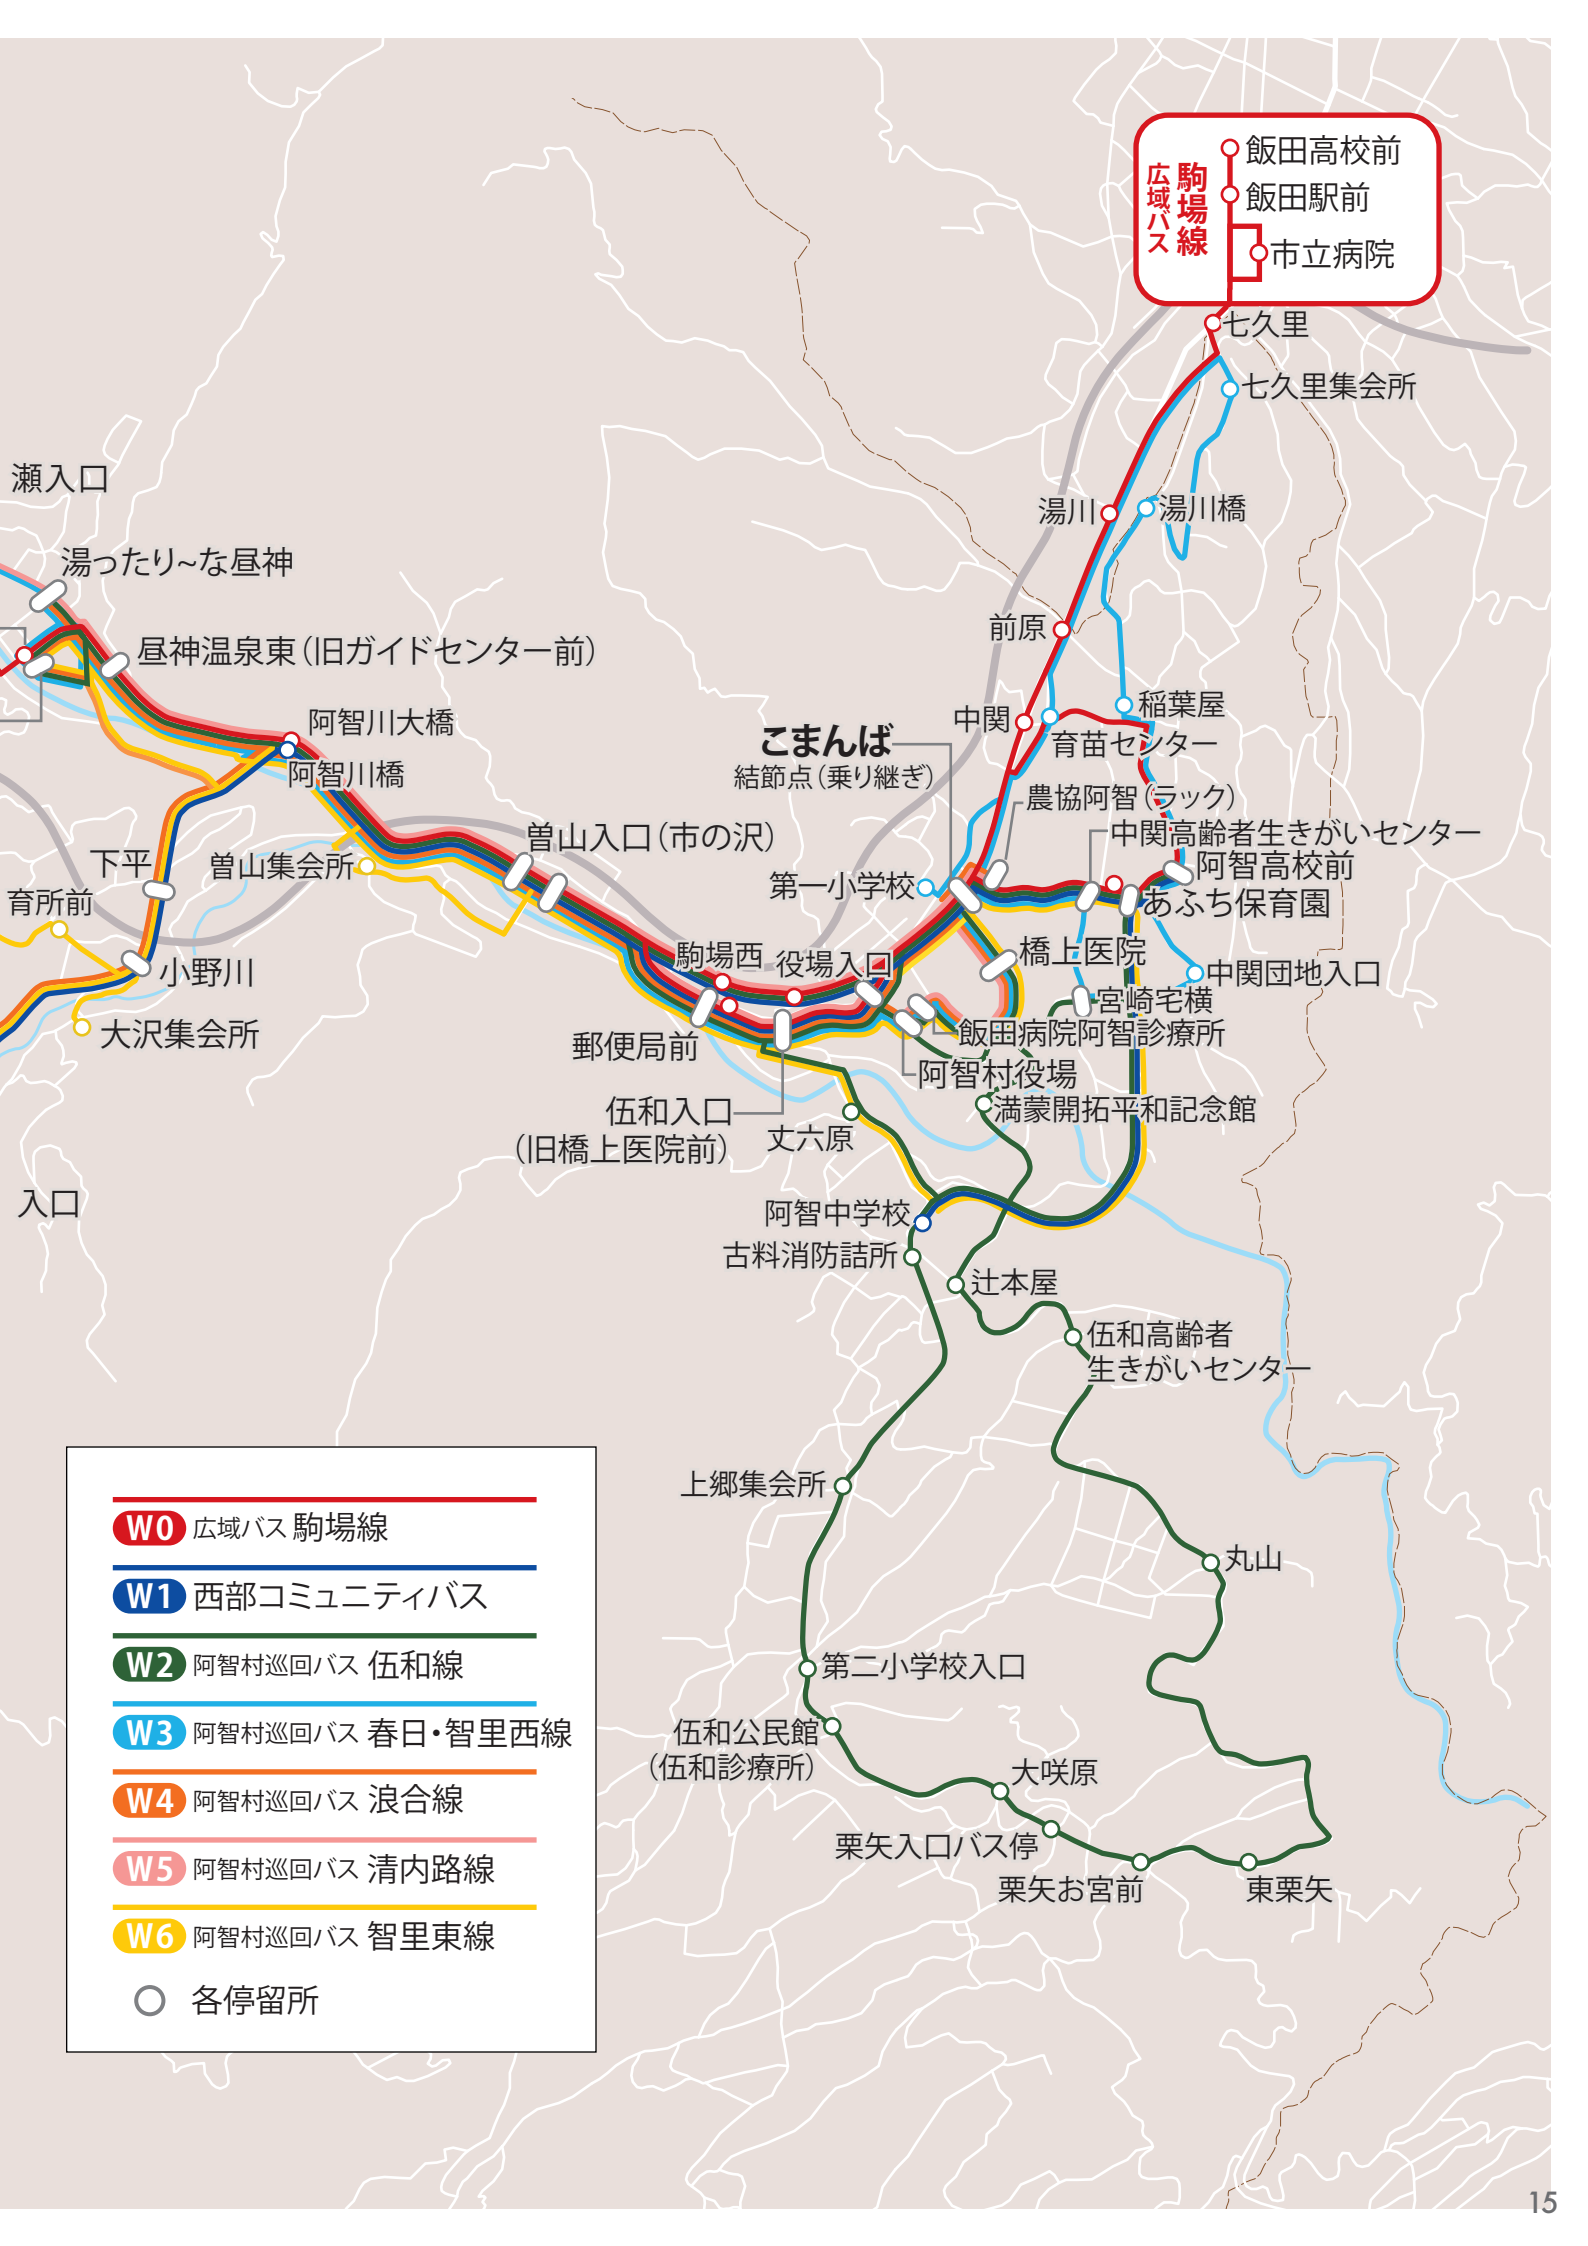 駒場線
広域バス
飯田高校前
飯田駅前
市立病院
七久里
七久里集会所
瀬入口
湯川
湯川橋
湯ったり~な昼神
前原
昼神温泉東(旧ガイドセンター前)
中関
稲葉屋
阿智川大橋
こまんば
育苗センター
結節点(乗り継ぎ)
阿智川橋
農協阿智(ラック)
曽山入口(市の沢)
中関高齢者生きがいセンター
下平
曽山集会所
阿智高校前
第一小学校
育所前
あふち保育園
駒場西
役場入口
橋上医院
小野川
中関団地入口
宮崎宅横
大沢集会所
郵便局前
飯田病院阿智診療所
阿智村役場
伍和入口
(旧橋上医院前)
満蒙開拓平和記念館
丈六原
入口
阿智中学校
古料消防詰所
辻本屋
伍和高齢者
生きがいセンター
上郷集会所
丸山
第二小学校入口
伍和公民館
(伍和診療所)
大咲原
栗矢入口バス停
栗矢お宮前
東栗矢
W0 広域バス 駒場線
W1 西部コミュニティバス
W2 阿智村巡回バス 伍和線
W3 阿智村巡回バス 春日・智里西線
W4 阿智村巡回バス 浪合線
W5 阿智村巡回バス 清内路線
W6 阿智村巡回バス 智里東線
各停留所
15